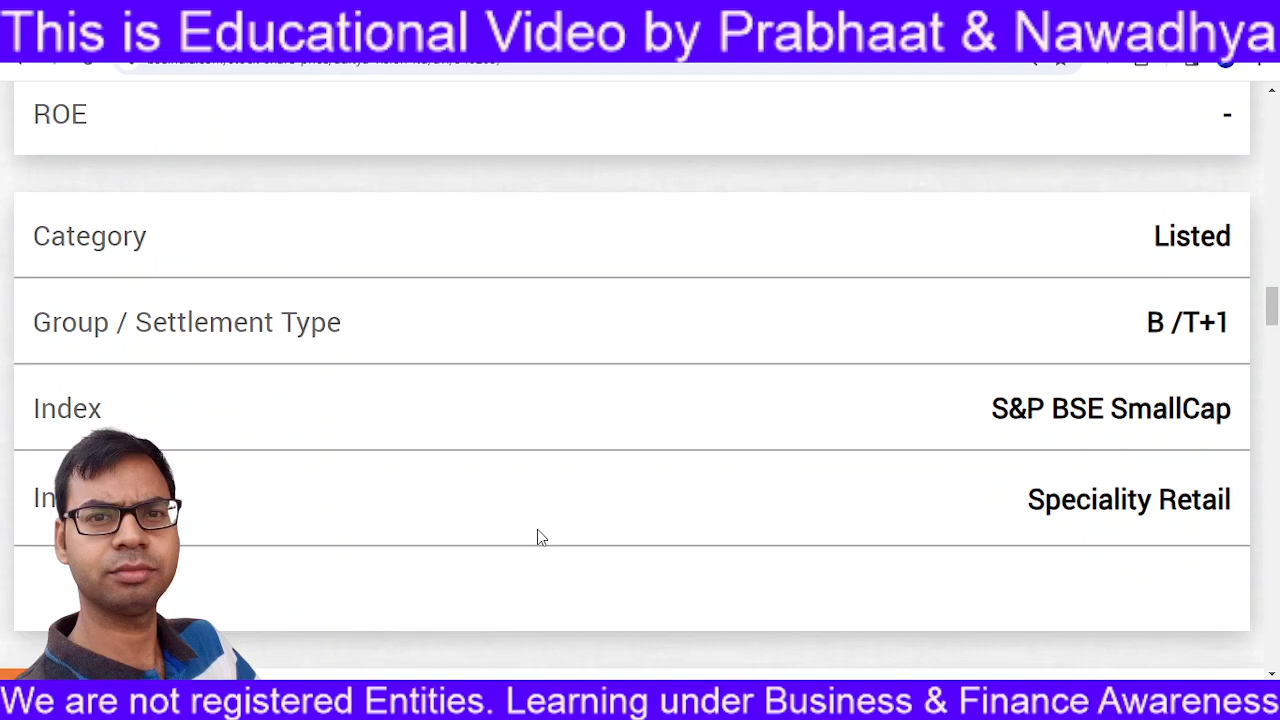 This is Educational Video by Prabhaat & Nawadhya
ROE -
Category Listed
Group / Settlement Type B /T+1
Index S&P BSE SmallCap
Speciality Retail
We are not registered Entities. Learning under Business & Finance Awareness